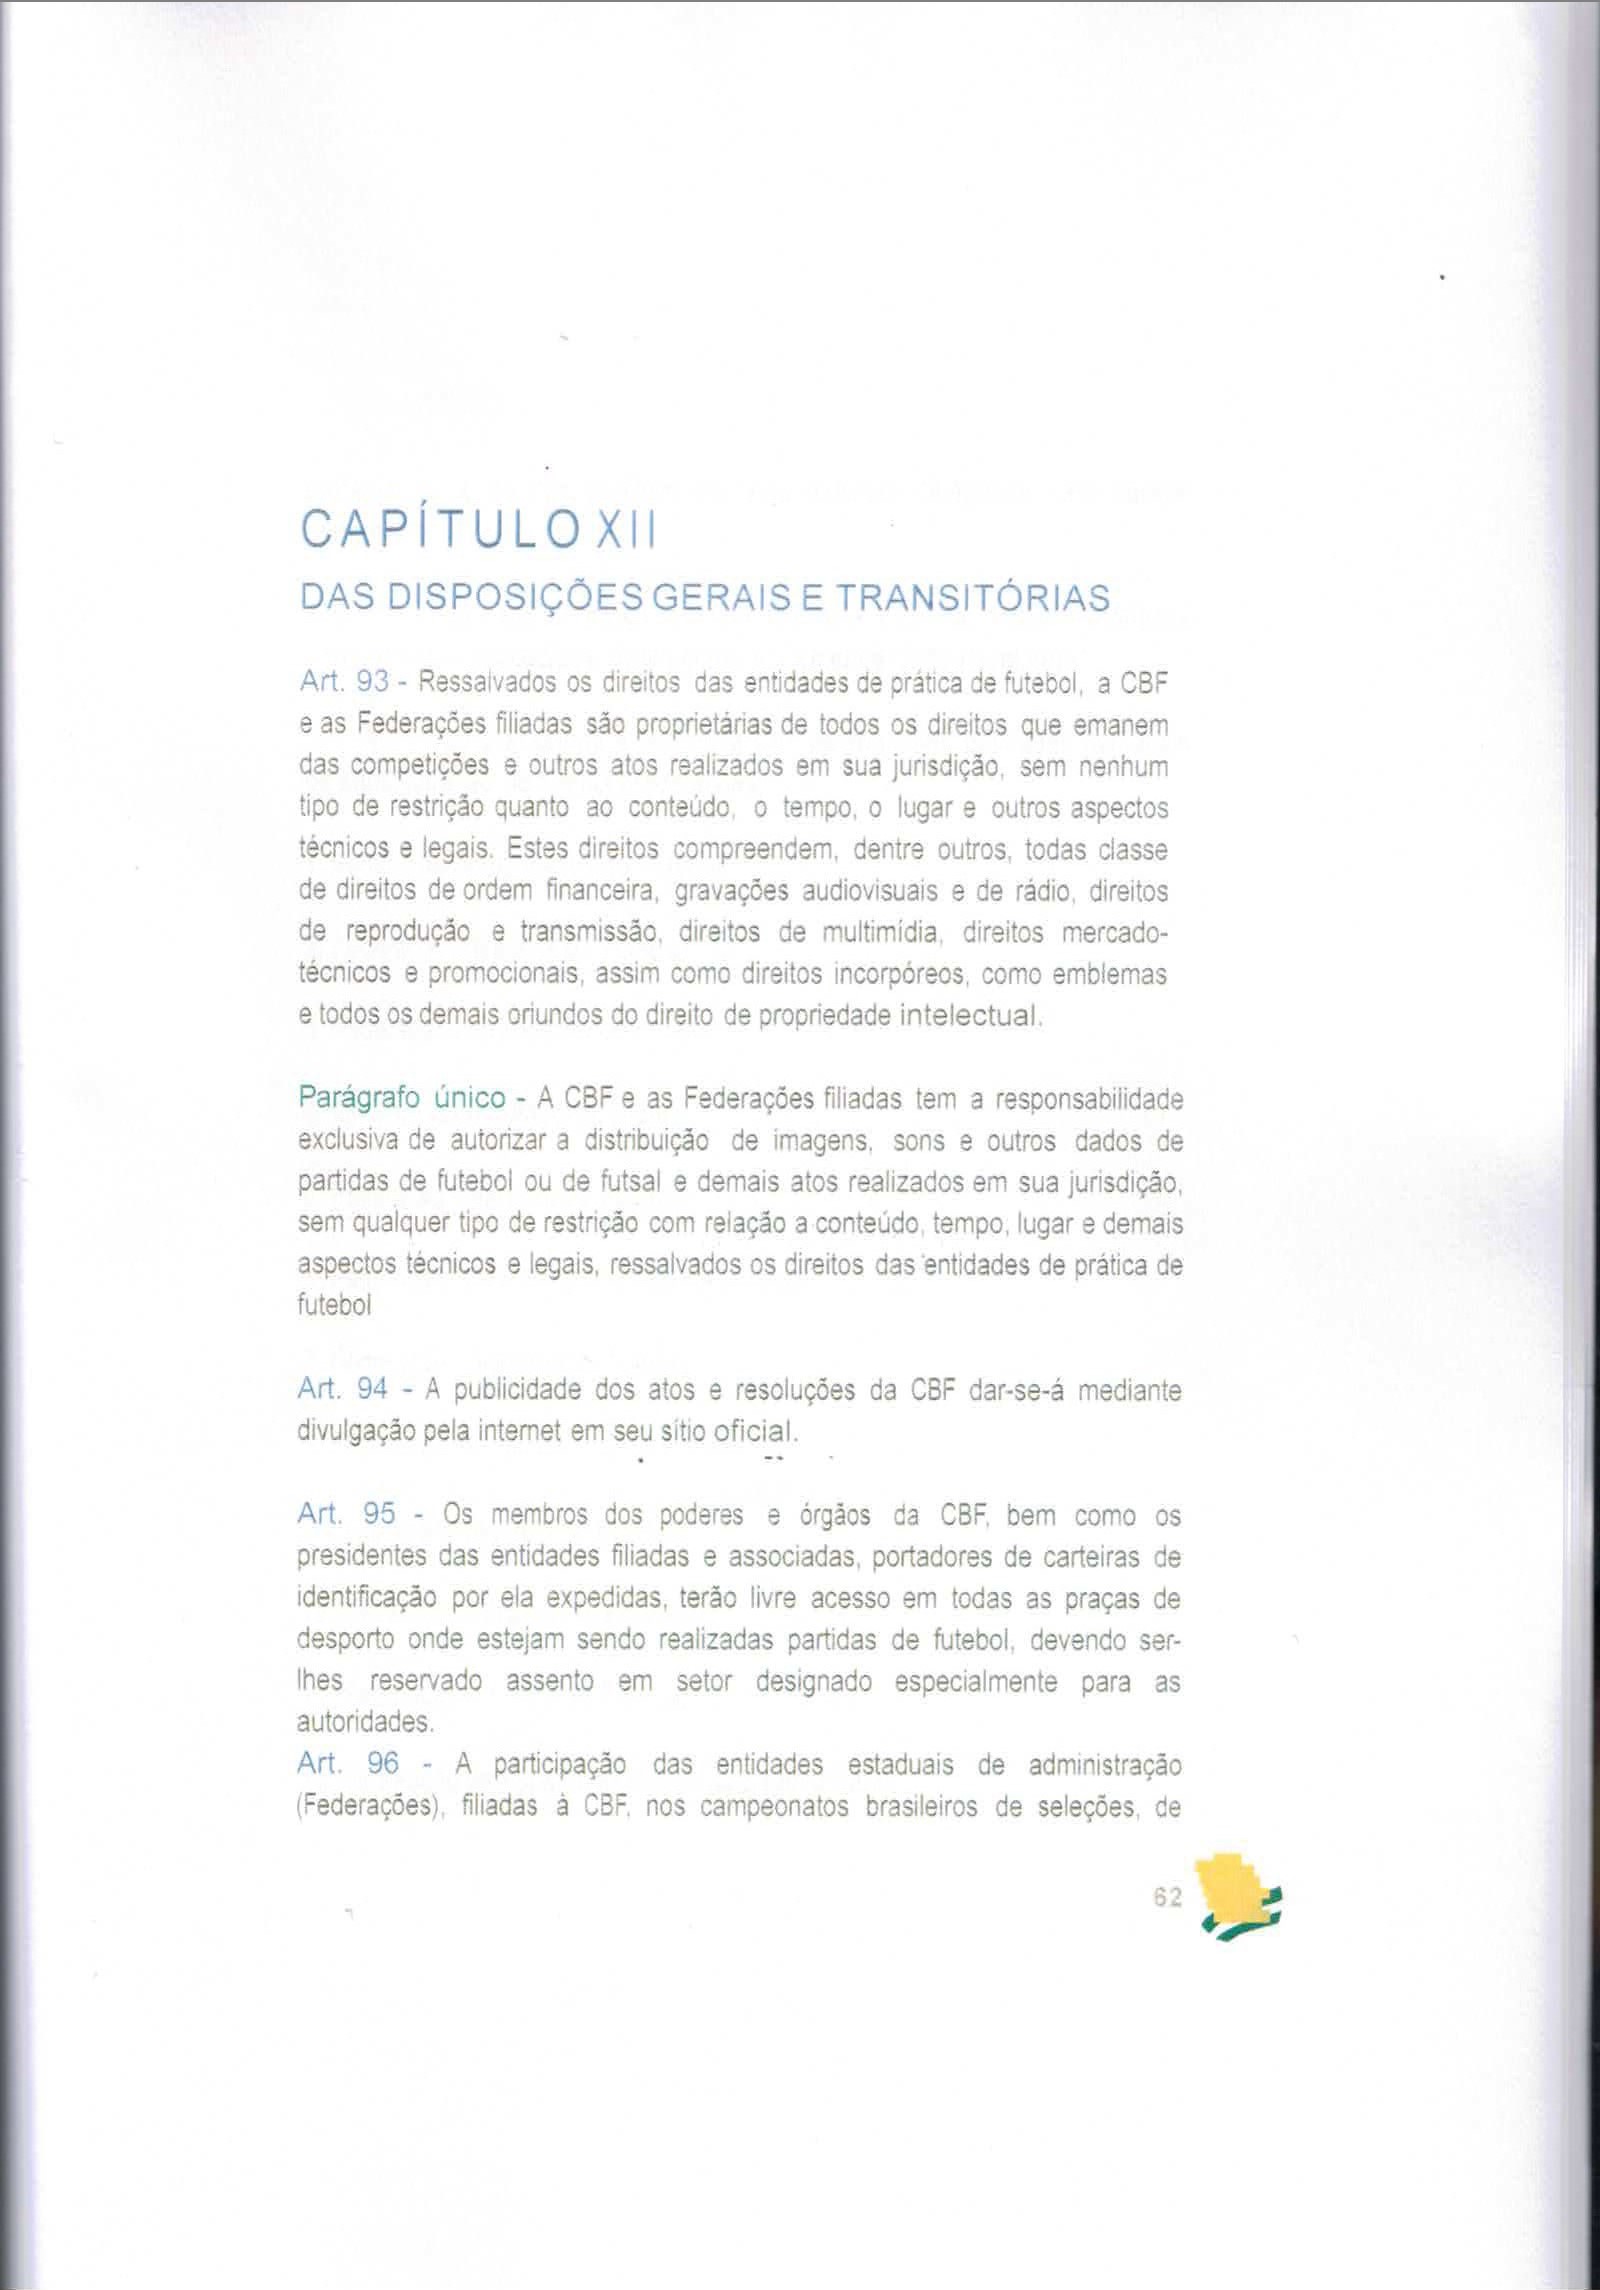 CAPÍTULO XII
DAS DISPOSIÇÕES GERAIS E TRANSITÓRIAS
Art. 93 - Ressalvados os direitos das entidades de prática de futebol, a CBF
e as Federações filiadas são proprietárias de todos os direitos que emanem
das competições e outros atos realizados em sua jurisdição, sem nenhum
tipo de restrição quanto ao conteúdo, o tempo, o lugar e outros aspectos
técnicos e legais. Estes direitos compreendem, dentre outros, todas classe
de direitos de ordem financeira, gravações audiovisuais e de rádio, direitos
de reprodução e transmissão, direitos de multimídia, direitos mercado-
técnicos e promocionais, assim como direitos incorpóreos, como emblemas
e todos os demais oriundos do direito de propriedade intelectual.
Parágrafo único - A CBF e as Federações filiadas tem a responsabilidade
exclusiva de autorizar a distribuição de imagens, sons e outros dados de
partidas de futebol ou de futsal e demais atos realizados em sua jurisdição,
sem qualquer tipo de restrição com relação a conteúdo, tempo, lugar e demais
aspectos técnicos e legais, ressalvados os direitos das entidades de prática de
futebol
Art. 94 - A publicidade dos atos e resoluções da CBF dar-se-á mediante
divulgação pela internet em seu sítio oficial.
Art. 95 - Os membros dos poderes e órgãos da CBF, bem como os
presidentes das entidades filiadas e associadas, portadores de carteiras de
identificação por ela expedidas, terão livre acesso em todas as praças de
desporto onde estejam sendo realizadas partidas de futebol, devendo ser-
lhes reservado assento em setor designado especialmente para as
autoridades.
Art. 96 - A participação das entidades estaduais de administração
(Federações), filiadas à CBF, nos campeonatos brasileiros de seleções, de
62